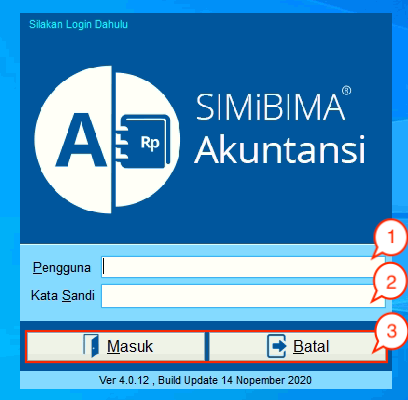 Silakan Login Dahulu
A
Rp
SIMiBIMA®
Akuntansi
1
Pengguna
2
Kata Sandi
3
Masuk
Batal
Ver 4.0.12 , Build Update 14 Nopember 2020